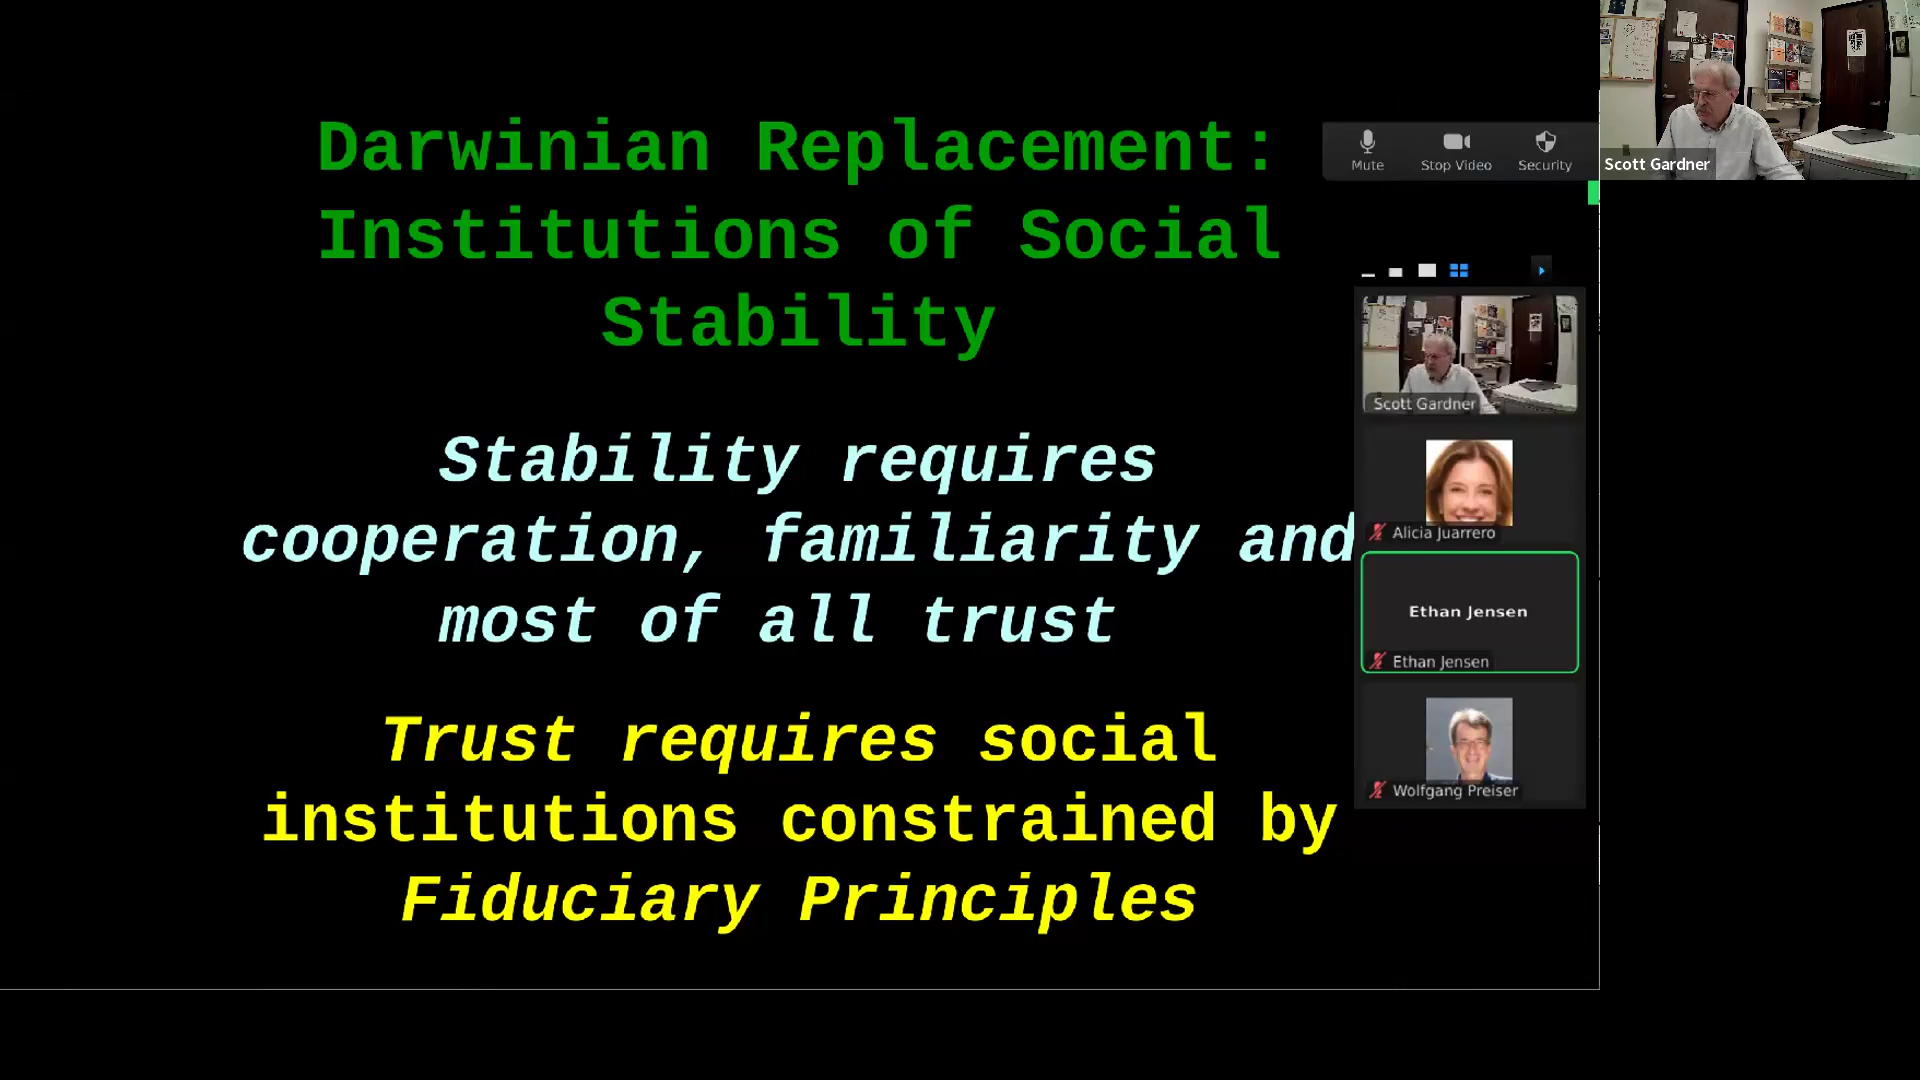 Darwinian Replacement:
Institutions of Social
Stability
Stability requires
cooperation, familiarity and
most of all trust
Trust requires social
institutions constrained by
Fiduciary Principles
Mute
Stop Video
Security
Scott Gardner
Alicia Juarrero
Ethan Jensen
Ethan Jensen
Wolfgang Preiser
Scott Gardner